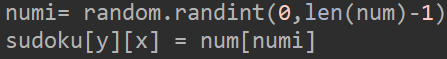 numi= random.randint(0,len(num)-1)
sudoku[y][x] = num[numi]